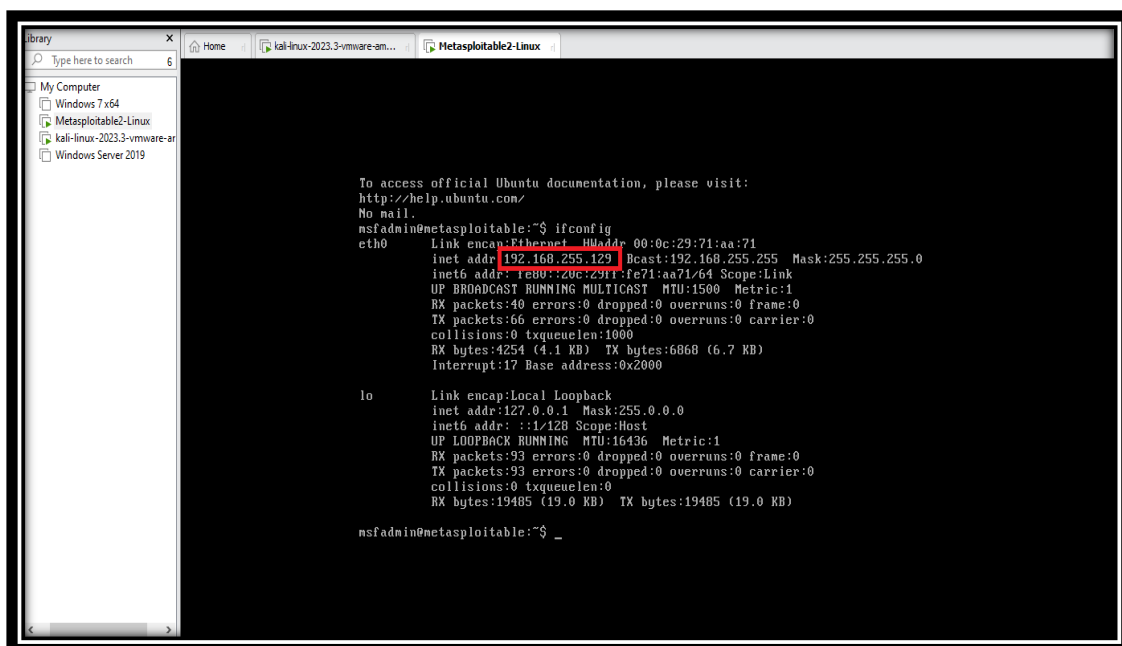 Library
Type here to search
My Computer
Windows 7 x64
Metasploitable2-Linux
kali-linux-2023.3-vmware-ar
Windows Server 2019
Home
kali-linux-2023.3-vmware-am...
Metasploitable2-Linux
To access official Ubuntu documentation, please visit:
http://help.ubuntu.com/
No mail.
msfadmin@metasploitable:~$ ifconfig
eth0 Link encap:Ethernet HWaddr 00:0c:29:71:aa:71
inet addr:192.168.255.129 Bcast:192.168.255.255 Mask:255.255.255.0
inet6 addr: fe80::20c:29ff:fe71:aa71/64 Scope:Link
UP BROADCAST RUNNING MULTICAST MTU:1500 Metric:1
RX packets:40 errors:0 dropped:0 overruns:0 frame:0
TX packets:66 errors:0 dropped:0 overruns:0 carrier:0
collisions:0 txqueuelen:1000
RX bytes:4254 (4.1 KB) TX bytes:6868 (6.7 KB)
Interrupt:17 Base address:0x2000
lo Link encap:Local Loopback
inet addr:127.0.0.1 Mask:255.0.0.0
inet6 addr: ::1/128 Scope:Host
UP LOOPBACK RUNNING MTU:16436 Metric:1
RX packets:93 errors:0 dropped:0 overruns:0 frame:0
TX packets:93 errors:0 dropped:0 overruns:0 carrier:0
collisions:0 txqueuelen:0
RX bytes:19485 (19.0 KB) TX bytes:19485 (19.0 KB)
msfadmin@metasploitable:~$ _